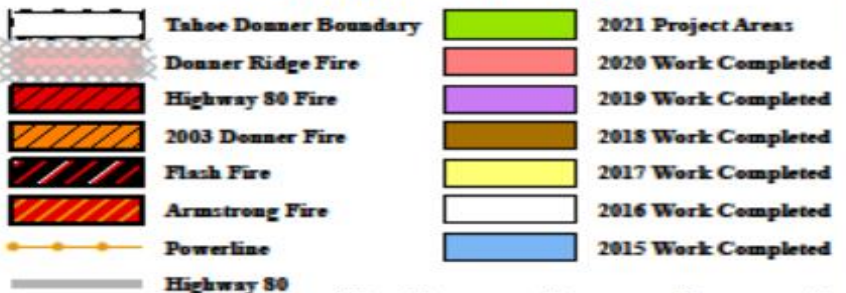 Tahoe Donner Boundary
Donner Ridge Fire
Highway 80 Fire
2003 Donner Fire
Flash Fire
Armstrong Fire
Powerline
Highway 80
2021 Project Areas
2020 Work Completed
2019 Work Completed
2018 Work Completed
2017 Work Completed
2016 Work Completed
2015 Work Completed